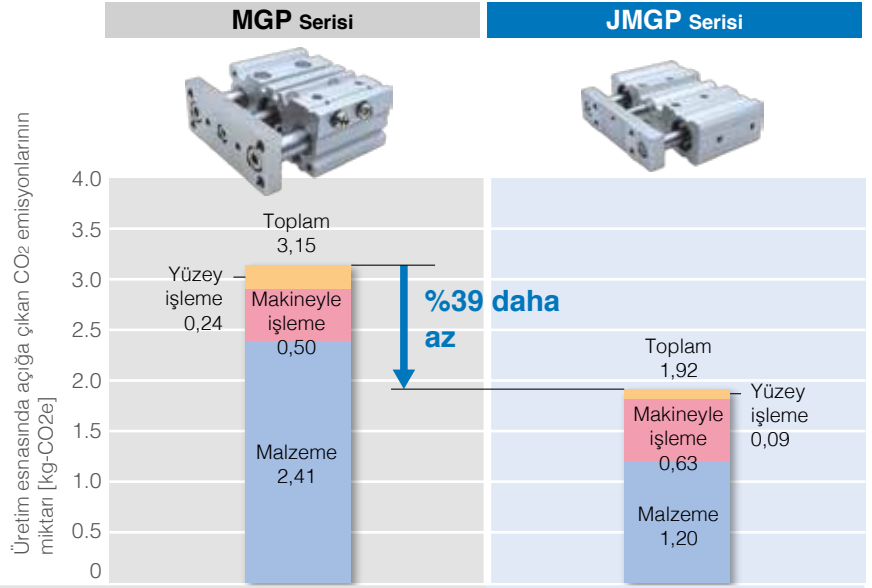 MGP Serisi
JMGP Serisi
Üretim esnasında açığa çıkan CO2 emisyonlarının
miktarı [kg-CO2e]
4.0
3.5
3.0
2.5
2.0
1.5
1.0
0.5
0
Toplam
3,15
Yüzey
işleme
0,24
Makineyle
işleme
0,50
Malzeme
2,41
%39 daha
az
Toplam
1,92
Yüzey
işleme
0,09
Makineyle
işleme
0,63
Malzeme
1,20